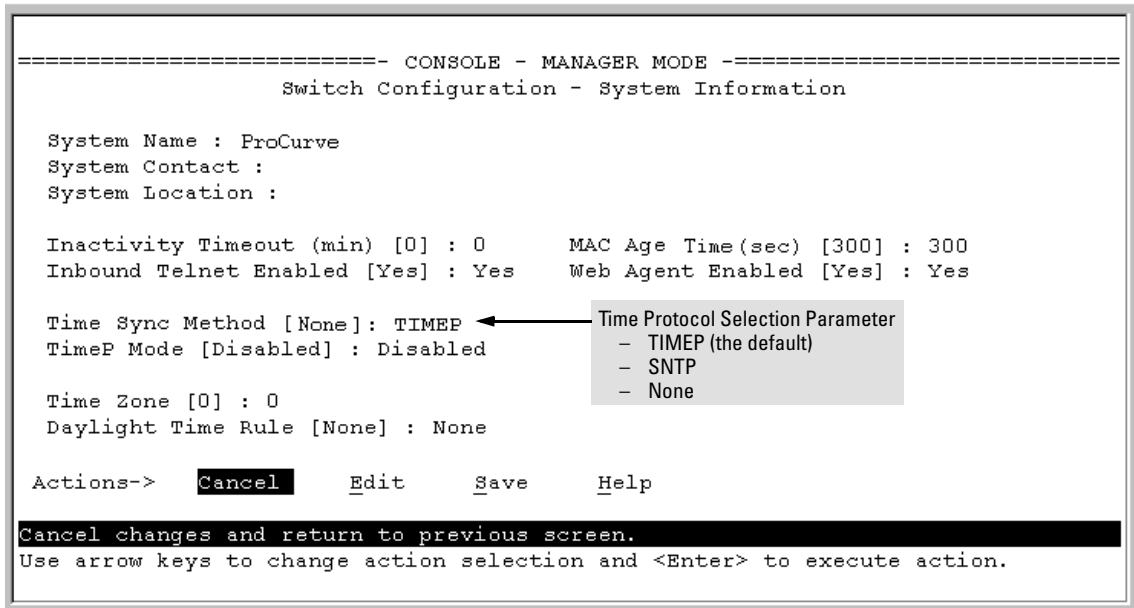 ==========================- CONSOLE - MANAGER MODE -============================
Switch Configuration - System Information
System Name : ProCurve
System Contact :
System Location :
Inactivity Timeout (min) [0] : 0 MAC Age Time(sec) [300] : 300
Inbound Telnet Enabled [Yes] : Yes Web Agent Enabled [Yes] : Yes
Time Sync Method [None]: TIMEP
TimeP Mode [Disabled] : Disabled
Time Protocol Selection Parameter
– TIMEP (the default)
– SNTP
– None
Time Zone [0] : 0
Daylight Time Rule [None] : None
Actions-> Cancel Edit Save Help
Cancel changes and return to previous screen.
Use arrow keys to change action selection and <Enter> to execute action.